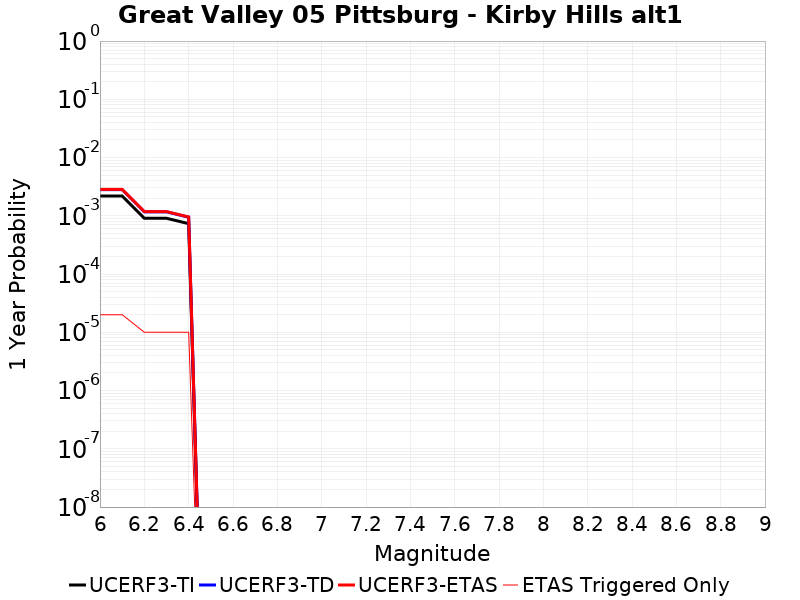 Great Valley 05 Pittsburg - Kirby Hills alt1
10^0
10^-1
10^-2
10^-3
10^-4
10^-5
10^-6
10^-7
10^-8
1 Year Probability
6 6.2 6.4 6.6 6.8 7 7.2 7.4 7.6 7.8 8 8.2 8.4 8.6 8.8 9
Magnitude
UCERF3-TI UCERF3-TD UCERF3-ETAS ETAS Triggered Only